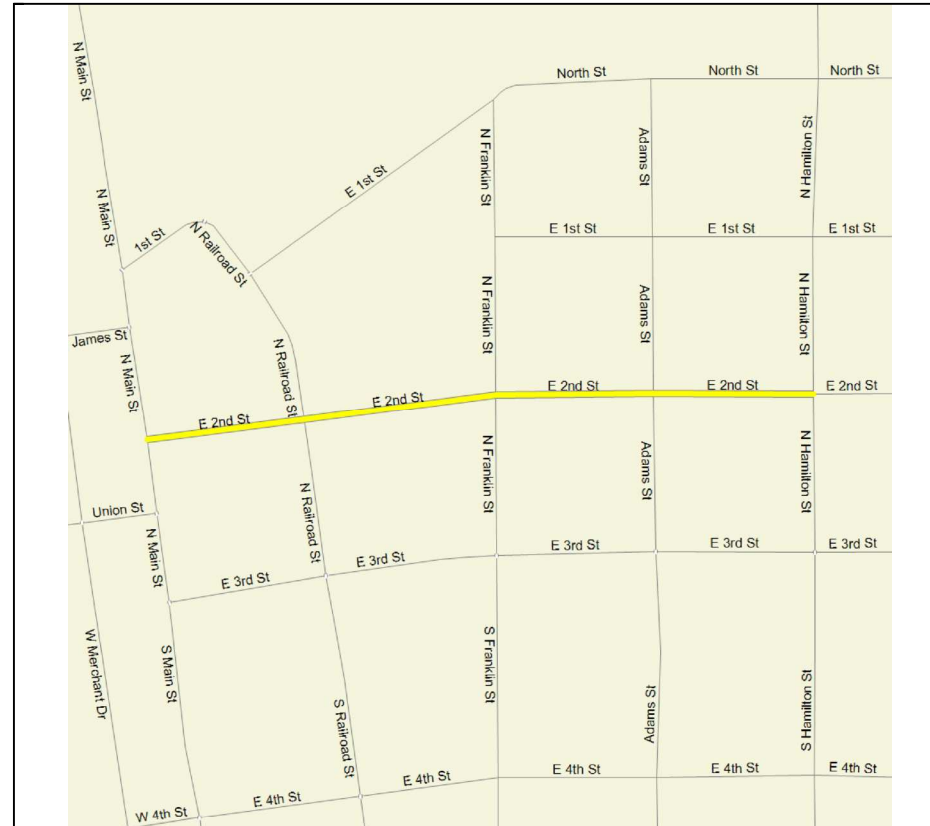 N Main St
North St
North St
North St
N Franklin St
Adams St
N Hamilton St
E 1st St
N Main St
1st St
N Railroad St
E 1st St
E 1st St
E 1st St
James St
N Main St
N Railroad St
N Franklin St
Adams St
N Hamilton St
E 2nd St
E 2nd St
E 2nd St
E 2nd St
E 2nd St
N Franklin St
Adams St
N Hamilton St
Union St
N Main St
N Railroad St
E 3rd St
E 3rd St
E 3rd St
E 3rd St
E 3rd St
W Merchant Dr
S Main St
S Railroad St
S Franklin St
Adams St
S Hamilton St
W 4th St
E 4th St
E 4th St
E 4th St
E 4th St
E 4th St